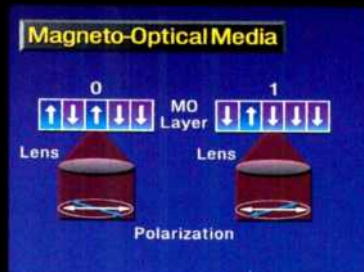 Magneto-Optical Media
0
1
MO
Layer
Lens
Lens
Polarization